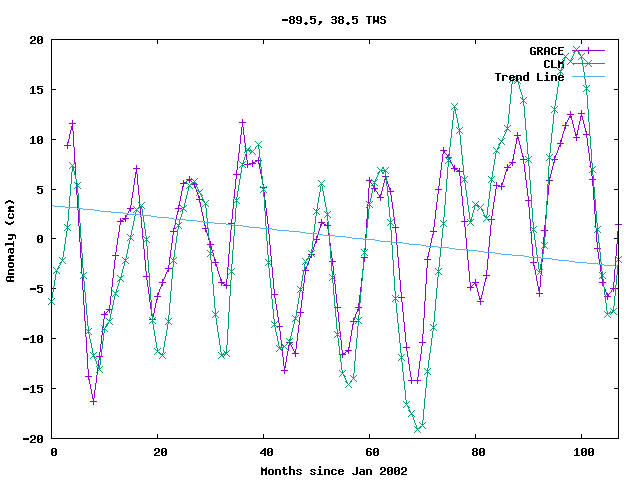 -89.5, 38.5 TWS
GRACE
CLM
Trend Line
20
15
10
5
0
-5
-10
-15
-20
Anomaly (cm)
0 20 40 60 80 100
Months since Jan 2002